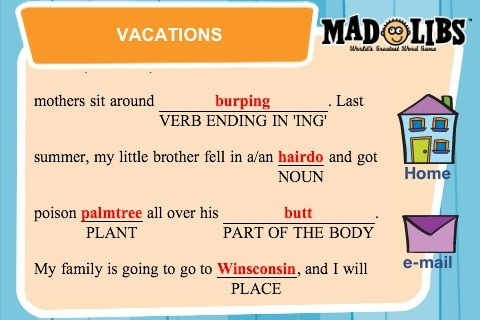 VACATIONS
MAD LIBS
World's Greatest Word Game
mothers sit around burping. Last
VERB ENDING IN 'ING'
summer, my little brother fell in a/an hairdo and got
NOUN
Home
poison palmtree all over his butt.
PLANT PART OF THE BODY
e-mail
My family is going to go to Winsconsin, and I will
PLACE